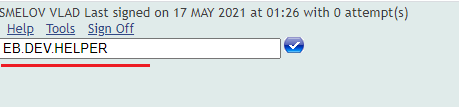 SMELOV VLAD Last signed on 17 MAY 2021 at 01:26 with 0 attempt(s)
Help Tools Sign Off
EB.DEV.HELPER